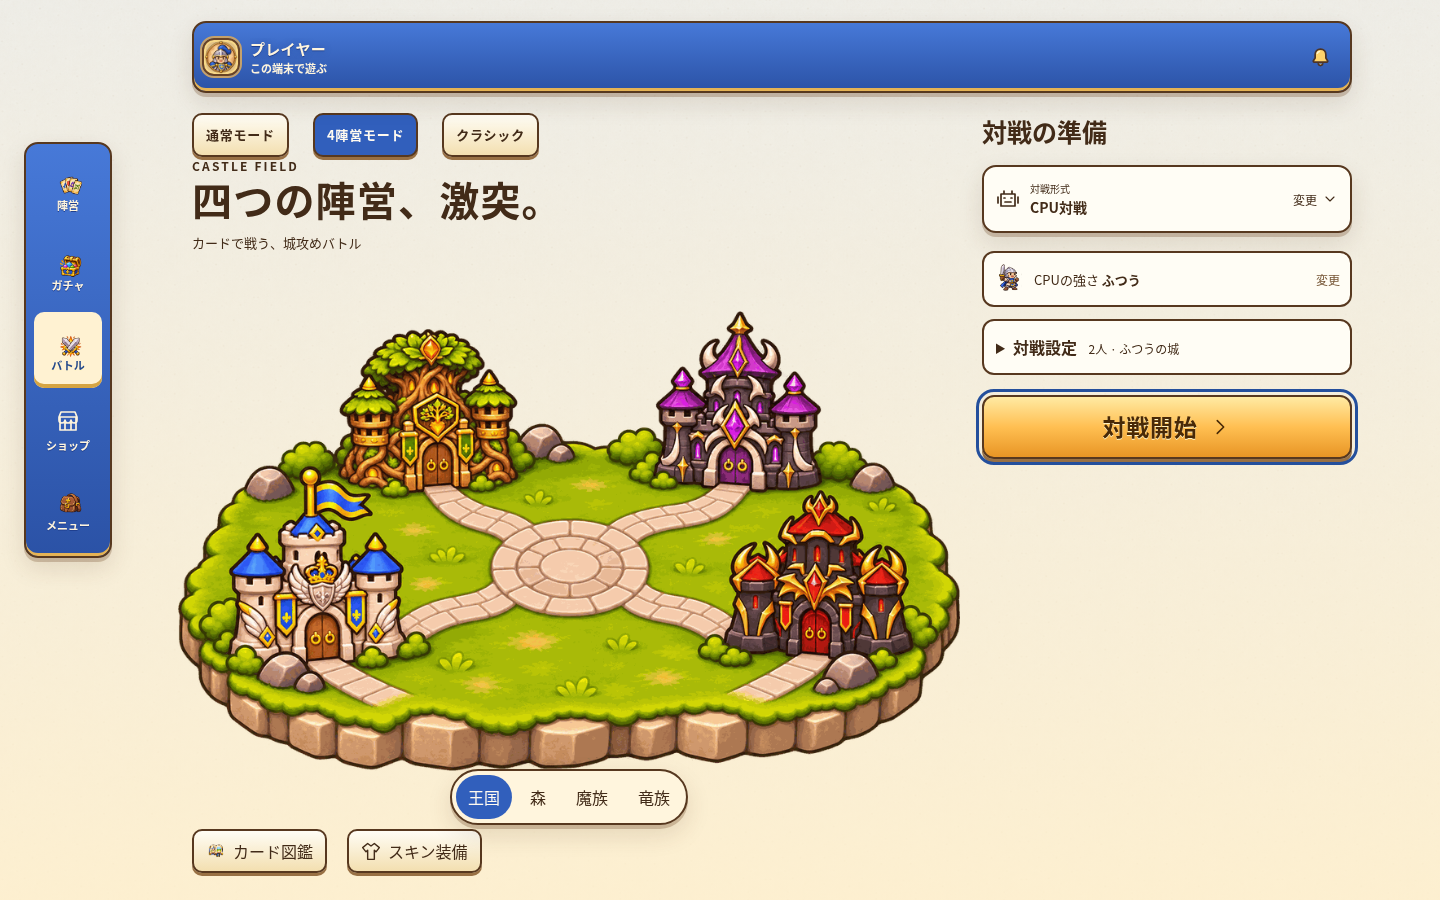 プレイヤー
この端末で遊ぶ
陣営
ガチャ
バトル
ショップ
メニュー
通常モード
4陣営モード
クラシック
CASTLE FIELD
四つの陣営、激突。
カードで戦う、城攻めバトル
王国
森
魔族
竜族
カード図鑑
スキン装備
対戦の準備
対戦形式
CPU対戦
変更
CPUの強さ ふつう
変更
対戦設定 2人 · ふつうの城
対戦開始